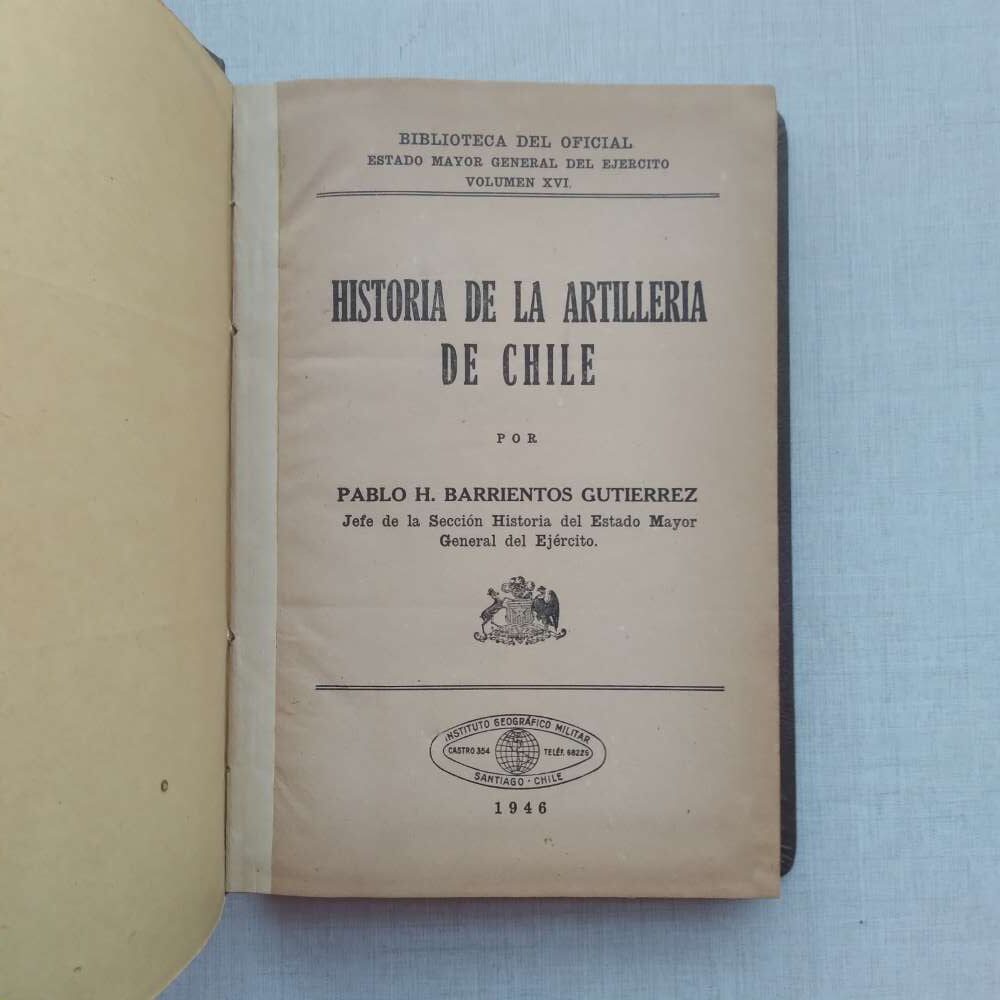 BIBLIOTECA DEL OFICIAL
ESTADO MAYOR GENERAL DEL EJERCITO
VOLUMEN XVI.
HISTORIA DE LA ARTILLERIA
DE CHILE
POR
PABLO H. BARRIENTOS GUTIERREZ
Jefe de la Sección Historia del Estado Mayor
General del Ejército.
INSTITUTO GEOGRÁFICO MILITAR
CASTRO 354 TELÉF. 68225
SANTIAGO - CHILE
1946